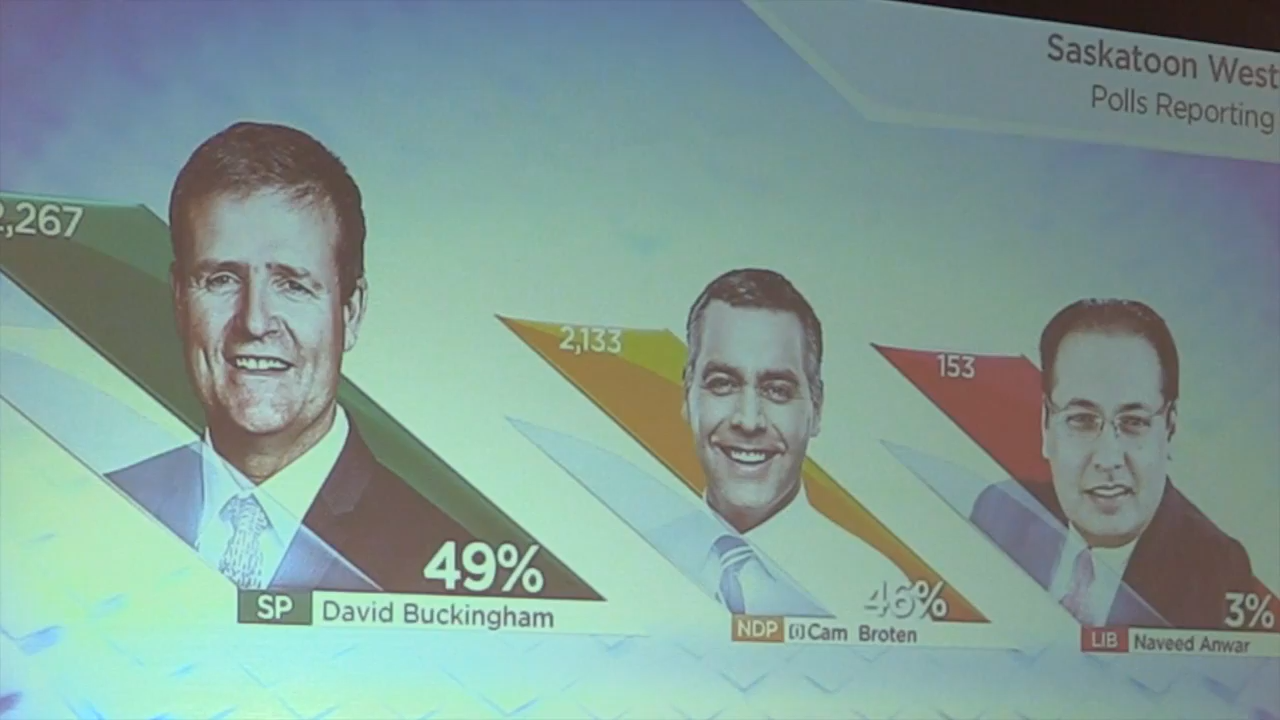 Saskatoon West
Polls Reporting
2,267
2,133
153
49%
46%
3%
SP David Buckingham
NDP (i) Cam Broten
LIB Naveed Anwar